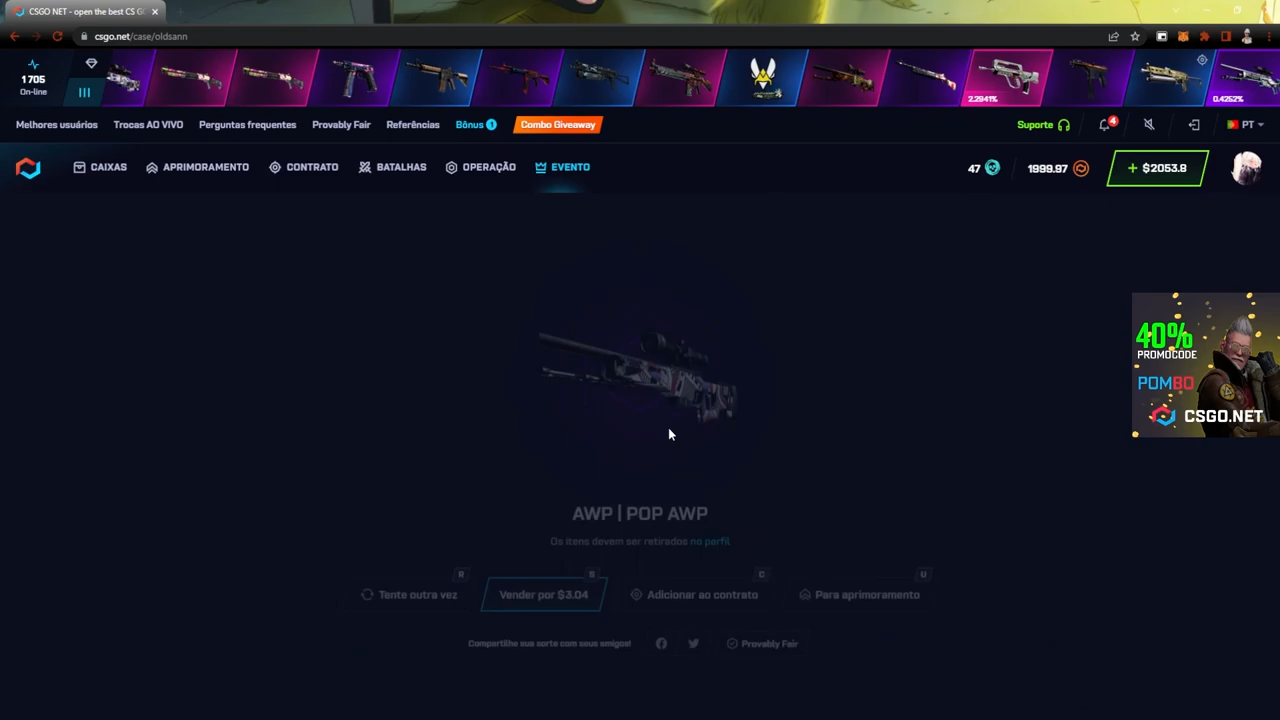 CSGO NET - open the best CS G
csgo.net/case/oldsann
1 705
On-line
2.2941%
0.4252%
Melhores usuários
Trocas AO VIVO
Perguntas frequentes
Provably Fair
Referências
Bônus 1
Combo Giveaway
Suporte
4
PT
CAIXAS
APRIMORAMENTO
CONTRATO
BATALHAS
OPERAÇÃO
EVENTO
47
1999.97
+ $2053.8
40%
PROMOCODE
POMBO
CSGO.NET
AWP | POP AWP
Os itens devem ser retirados no perfil
R
S
C
U
Tente outra vez
Vender por $3.04
Adicionar ao contrato
Para aprimoramento
Compartilhe sua sorte com seus amigos!
Provably Fair